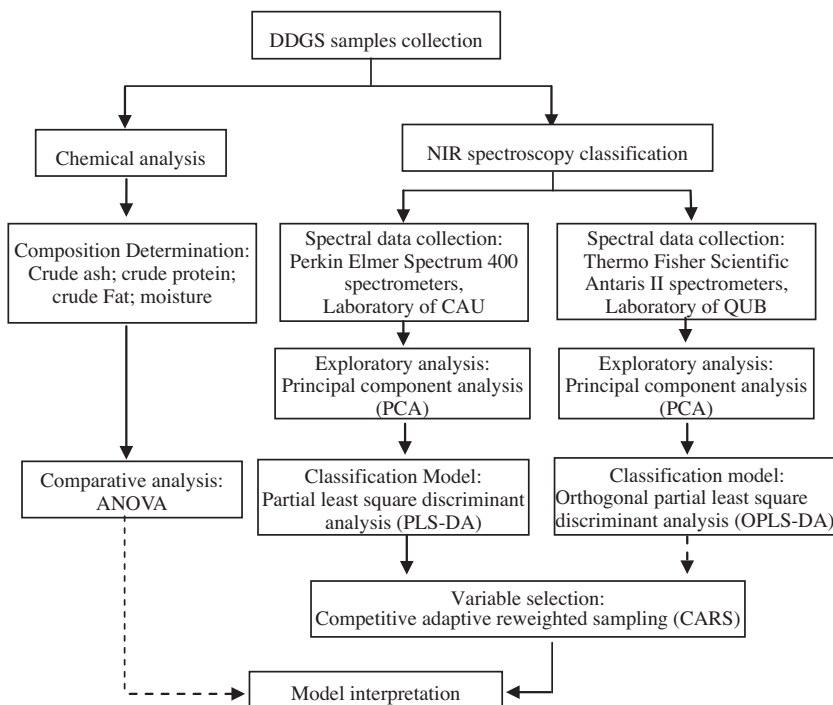 DDGS samples collection
Chemical analysis
NIR spectroscopy classification
Composition Determination:
Crude ash; crude protein;
crude Fat; moisture
Spectral data collection:
Perkin Elmer Spectrum 400
spectrometers,
Laboratory of CAU
Spectral data collection:
Thermo Fisher Scientific
Antaris II spectrometers,
Laboratory of QUB
Exploratory analysis:
Principal component analysis
(PCA)
Exploratory analysis:
Principal component analysis
(PCA)
Comparative analysis:
ANOVA
Classification Model:
Partial least square discriminant
analysis (PLS-DA)
Classification model:
Orthogonal partial least square
discriminant analysis (OPLS-DA)
Variable selection:
Competitive adaptive reweighted sampling (CARS)
Model interpretation